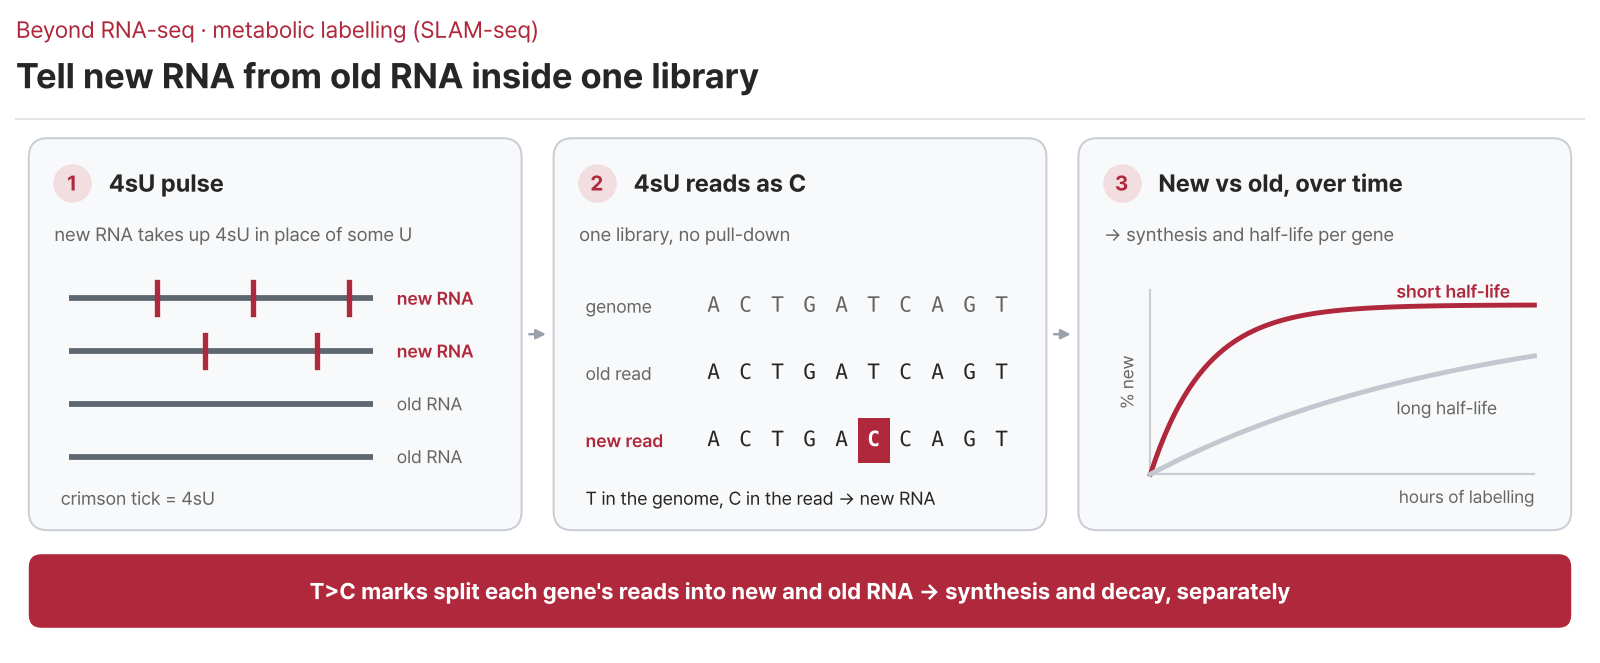 Beyond RNA-seq · metabolic labelling (SLAM-seq)
Tell new RNA from old RNA inside one library
1 4sU pulse
new RNA takes up 4sU in place of some U
new RNA
new RNA
old RNA
old RNA
crimson tick = 4sU
2 4sU reads as C
one library, no pull-down
genome A C T G A T C A G T
old read A C T G A T C A G T
new read A C T G A C C A G T
T in the genome, C in the read → new RNA
3 New vs old, over time
→ synthesis and half-life per gene
short half-life
% new
long half-life
hours of labelling
T>C marks split each gene's reads into new and old RNA → synthesis and decay, separately